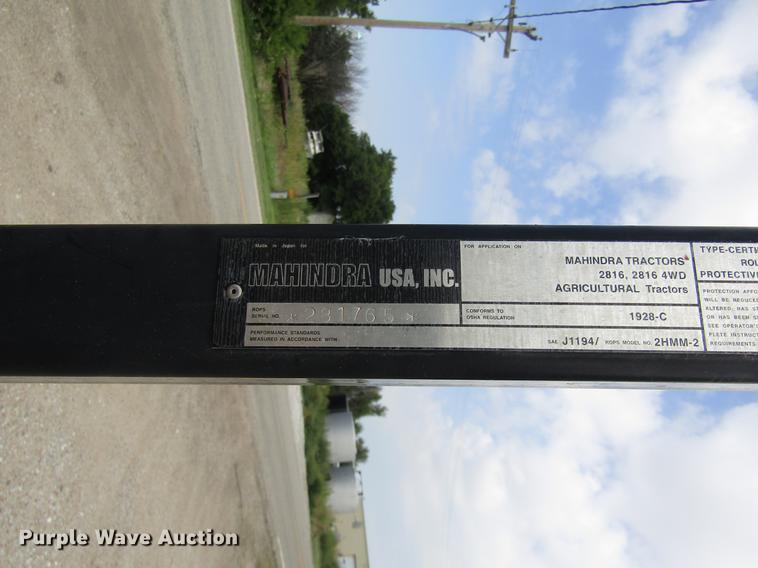 Made in Japan for
MAHINDRA USA, INC.
FOR APPLICATION ON
MAHINDRA TRACTORS
2816, 2816 4WD
AGRICULTURAL Tractors
ROPS
SERIAL NO. *231765*
CONFORMS TO
OSHA REGULATION 1928-C
PERFORMANCE STANDARDS
MEASURED IN ACCORDANCE WITH SAE J1194/ ROPS MODEL NO. 2HMM-2
TYPE-CERTI
ROL
PROTECTIVE
PROTECTION AFFO
WILL BE REDUCED
ALTERED, HAS ST
OR HAS BEEN S
SEE OPERATOR'S
PLETE INSTRUCT
REQUIREMENTS
Purple Wave Auction